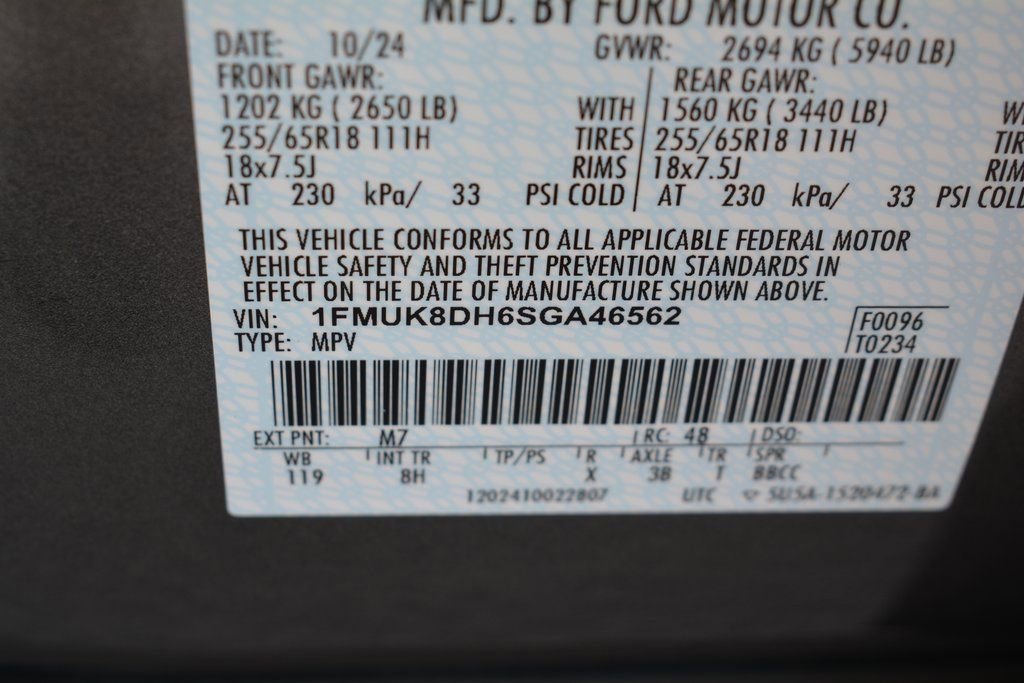 MFD. BY FORD MOTOR CO.
DATE: 10/24 GVWR: 2694 KG ( 5940 LB)
FRONT GAWR: REAR GAWR:
1202 KG ( 2650 LB) WITH 1560 KG ( 3440 LB)
255/65R18 111H TIRES 255/65R18 111H
18x7.5J RIMS 18x7.5J
AT 230 kPa/ 33 PSI COLD AT 230 kPa/ 33 PSI COLD
THIS VEHICLE CONFORMS TO ALL APPLICABLE FEDERAL MOTOR
VEHICLE SAFETY AND THEFT PREVENTION STANDARDS IN
EFFECT ON THE DATE OF MANUFACTURE SHOWN ABOVE.
VIN: 1FMUK8DH6SGA46562 F0096
TYPE: MPV T0234
EXT PNT: M7 RC: 48 DSO:
WB INT TR TP/PS R AXLE TR SPR
119 8H X 3B T BBCC
1202410022807 UTC SU5A-1520472-BA